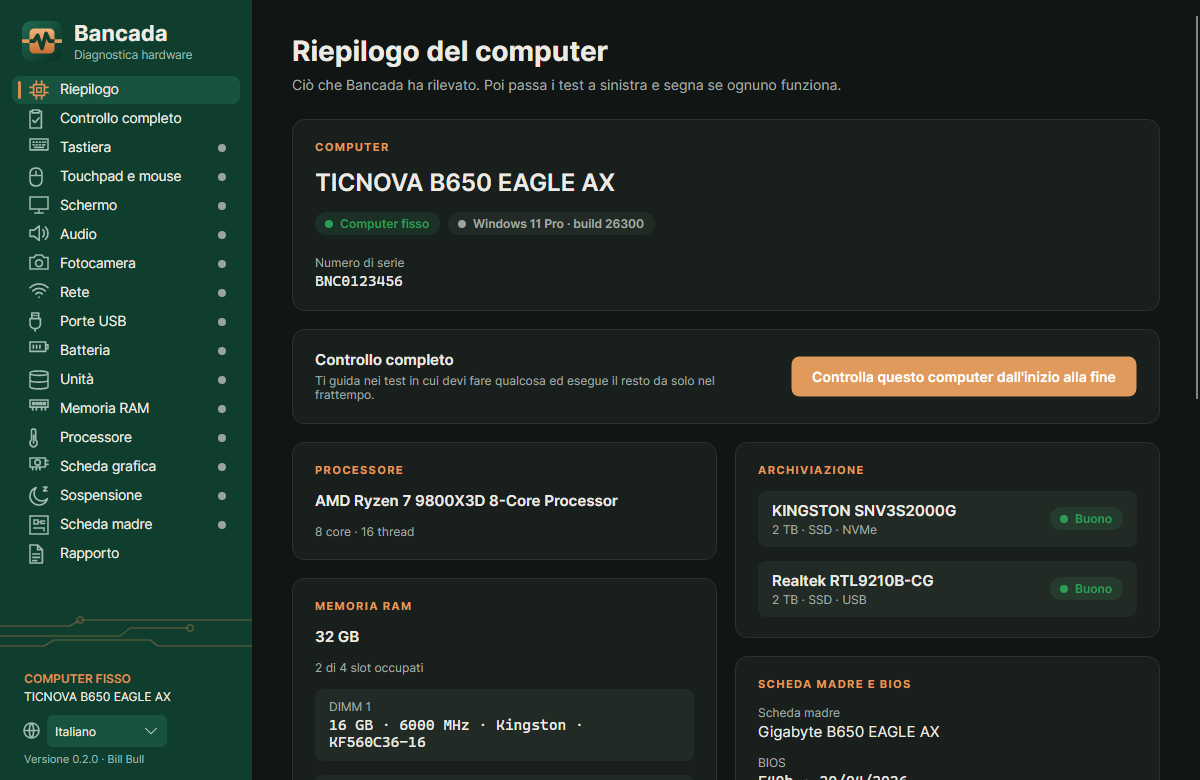 Bancada
Diagnostica hardware
Riepilogo
Controllo completo
Tastiera
Touchpad e mouse
Schermo
Audio
Fotocamera
Rete
Porte USB
Batteria
Unità
Memoria RAM
Processore
Scheda grafica
Sospensione
Scheda madre
Rapporto
COMPUTER FISSO
TICNOVA B650 EAGLE AX
Italiano
Versione 0.2.0 · Bill Bull
Riepilogo del computer
Ciò che Bancada ha rilevato. Poi passa i test a sinistra e segna se ognuno funziona.
COMPUTER
TICNOVA B650 EAGLE AX
Computer fisso
Windows 11 Pro · build 26300
Numero di serie
BNC0123456
Controllo completo
Ti guida nei test in cui devi fare qualcosa ed esegue il resto da solo nel
frattempo.
Controlla questo computer dall'inizio alla fine
PROCESSORE
AMD Ryzen 7 9800X3D 8-Core Processor
8 core · 16 thread
MEMORIA RAM
32 GB
2 di 4 slot occupati
DIMM 1
16 GB · 6000 MHz · Kingston ·
KF560C36-16
ARCHIVIAZIONE
KINGSTON SNV3S2000G
2 TB · SSD · NVMe
Buono
Realtek RTL9210B-CG
2 TB · SSD · USB
Buono
SCHEDA MADRE E BIOS
Scheda madre
Gigabyte B650 EAGLE AX
BIOS